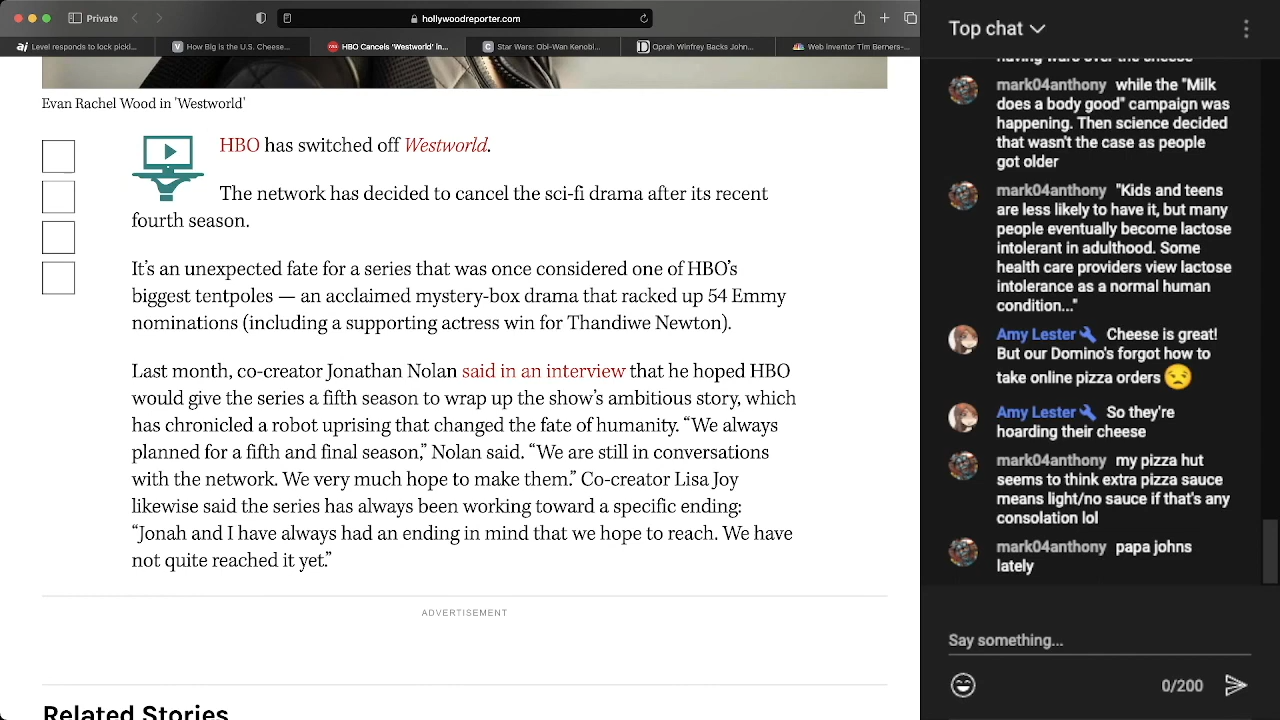 Private
hollywoodreporter.com
Level responds to lock pickl...
How Big Is the U.S. Cheese...
HBO Cancels 'Westworld' in...
Star Wars: Obi-Wan Kenobi...
Oprah Winfrey Backs John...
Web Inventor Tim Berners-...
Evan Rachel Wood in 'Westworld'
HBO has switched off Westworld.
The network has decided to cancel the sci-fi drama after its recent
fourth season.
It’s an unexpected fate for a series that was once considered one of HBO’s
biggest tentpoles — an acclaimed mystery-box drama that racked up 54 Emmy
nominations (including a supporting actress win for Thandiwe Newton).
Last month, co-creator Jonathan Nolan said in an interview that he hoped HBO
would give the series a fifth season to wrap up the show’s ambitious story, which
has chronicled a robot uprising that changed the fate of humanity. “We always
planned for a fifth and final season,” Nolan said. “We are still in conversations
with the network. We very much hope to make them.” Co-creator Lisa Joy
likewise said the series has always been working toward a specific ending:
“Jonah and I have always had an ending in mind that we hope to reach. We have
not quite reached it yet.”
ADVERTISEMENT
Related Stories
Top chat
having wars over the cheese
mark04anthony while the "Milk
does a body good" campaign was
happening. Then science decided
that wasn't the case as people
got older
mark04anthony "Kids and teens
are less likely to have it, but many
people eventually become lactose
intolerant in adulthood. Some
health care providers view lactose
intolerance as a normal human
condition..."
Amy Lester Cheese is great!
But our Domino's forgot how to
take online pizza orders
Amy Lester So they're
hoarding their cheese
mark04anthony my pizza hut
seems to think extra pizza sauce
means light/no sauce if that's any
consolation lol
mark04anthony papa johns
lately
Say something...
0/200